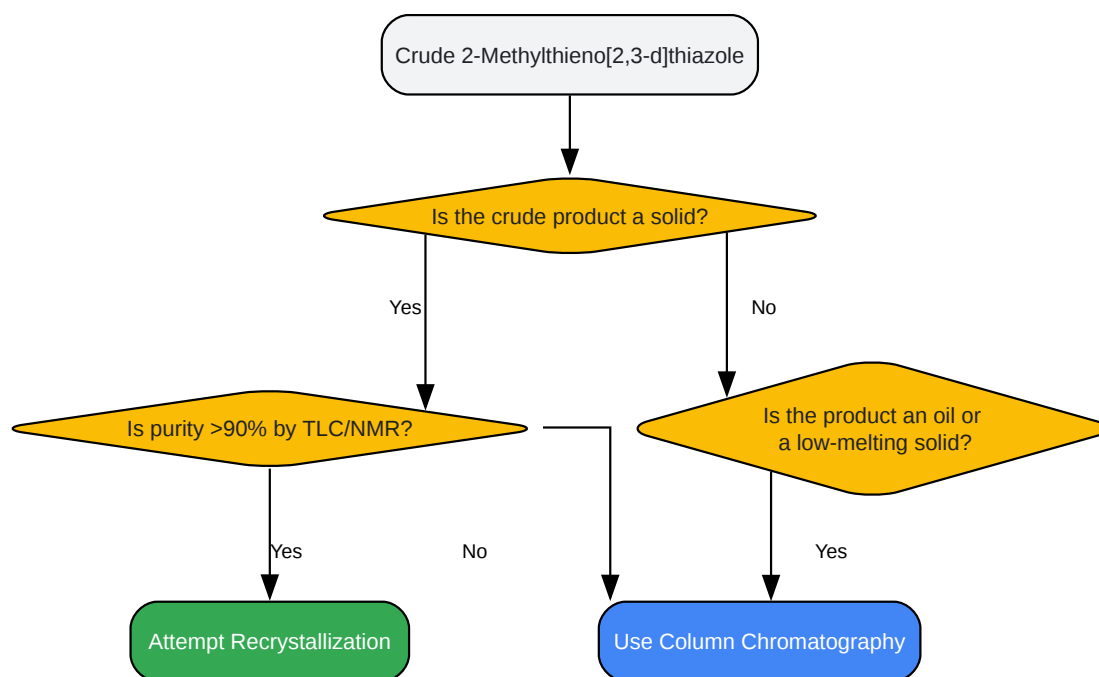 Crude 2-Methylthieno[2,3-d]thiazole
Is the crude product a solid?
Yes
No
Is purity >90% by TLC/NMR?
Is the product an oil or
a low-melting solid?
Yes
No
Yes
Attempt Recrystallization
Use Column Chromatography